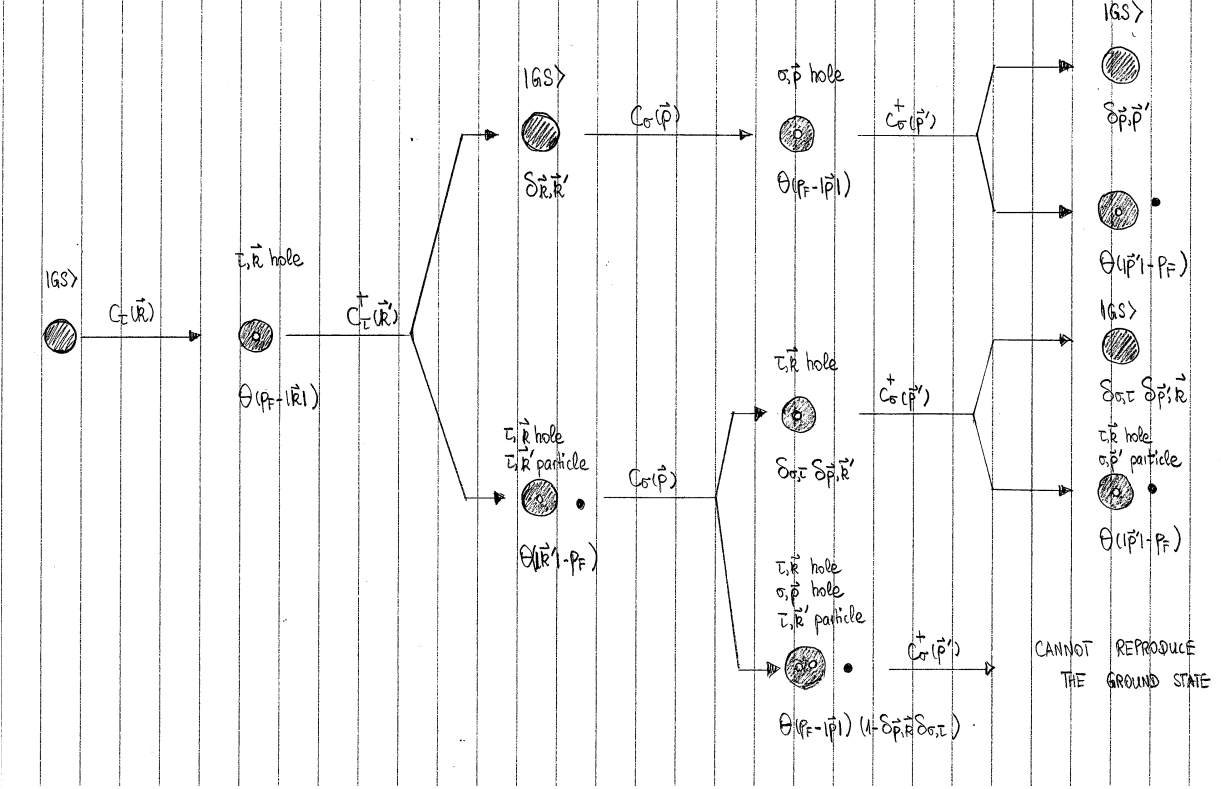 |GS>
C_τ(k⃗)
τ, k⃗ hole
θ(p_F-|k⃗|)
C_τ^+(k⃗')
|GS>
δ_k⃗,k⃗'
C_σ(p⃗)
σ, p⃗ hole
θ(p_F-|p⃗|)
C_σ^+(p⃗')
|GS>
δ_p⃗,p⃗'
θ(|p⃗'|-p_F)
τ, k⃗ hole
τ, k⃗' particle
θ(|k⃗'|-p_F)
C_σ(p⃗)
τ, k⃗ hole
δ_σ,τ δ_p⃗,k⃗'
C_σ^+(p⃗')
|GS>
δ_σ,τ δ_p⃗',k⃗
τ, k⃗ hole
σ, p⃗' particle
θ(|p⃗'|-p_F)
τ, k⃗ hole
σ, p⃗ hole
τ, k⃗' particle
θ(p_F-|p⃗|) (1-δ_p⃗,k⃗ δ_σ,τ)
C_σ^+(p⃗')
CANNOT REPRODUCE
THE GROUND STATE